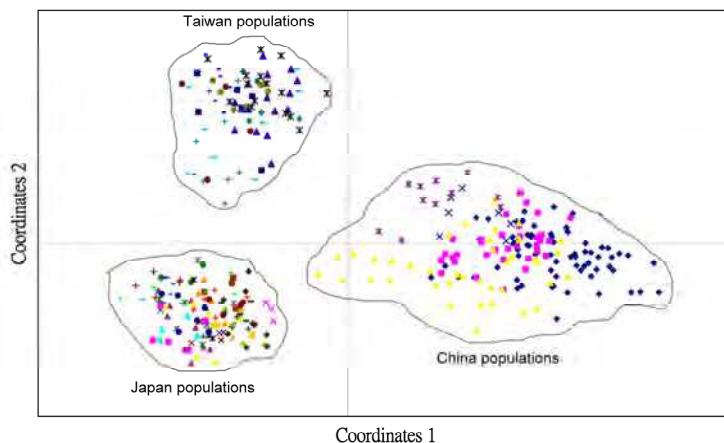 Taiwan populations
Coordinates 2
China populations
Japan populations
Coordinates 1